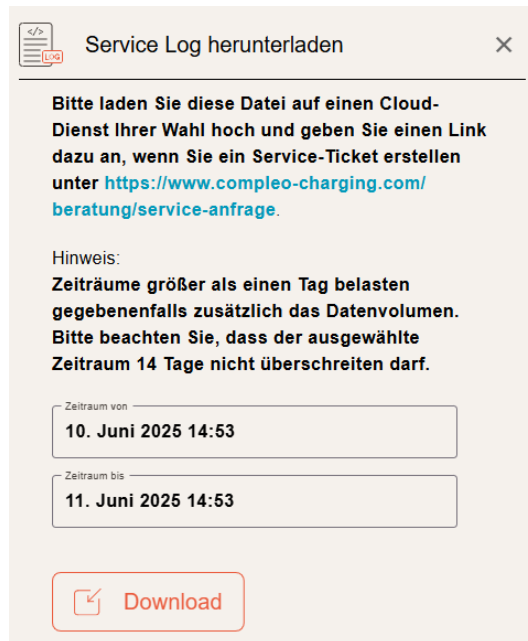 </>
LOG
Service Log herunterladen
Bitte laden Sie diese Datei auf einen Cloud-
Dienst Ihrer Wahl hoch und geben Sie einen Link
dazu an, wenn Sie ein Service-Ticket erstellen
unter https://www.compleo-charging.com/
beratung/service-anfrage.
Hinweis:
Zeiträume größer als einen Tag belasten
gegebenenfalls zusätzlich das Datenvolumen.
Bitte beachten Sie, dass der ausgewählte
Zeitraum 14 Tage nicht überschreiten darf.
Zeitraum von
10. Juni 2025 14:53
Zeitraum bis
11. Juni 2025 14:53
Download